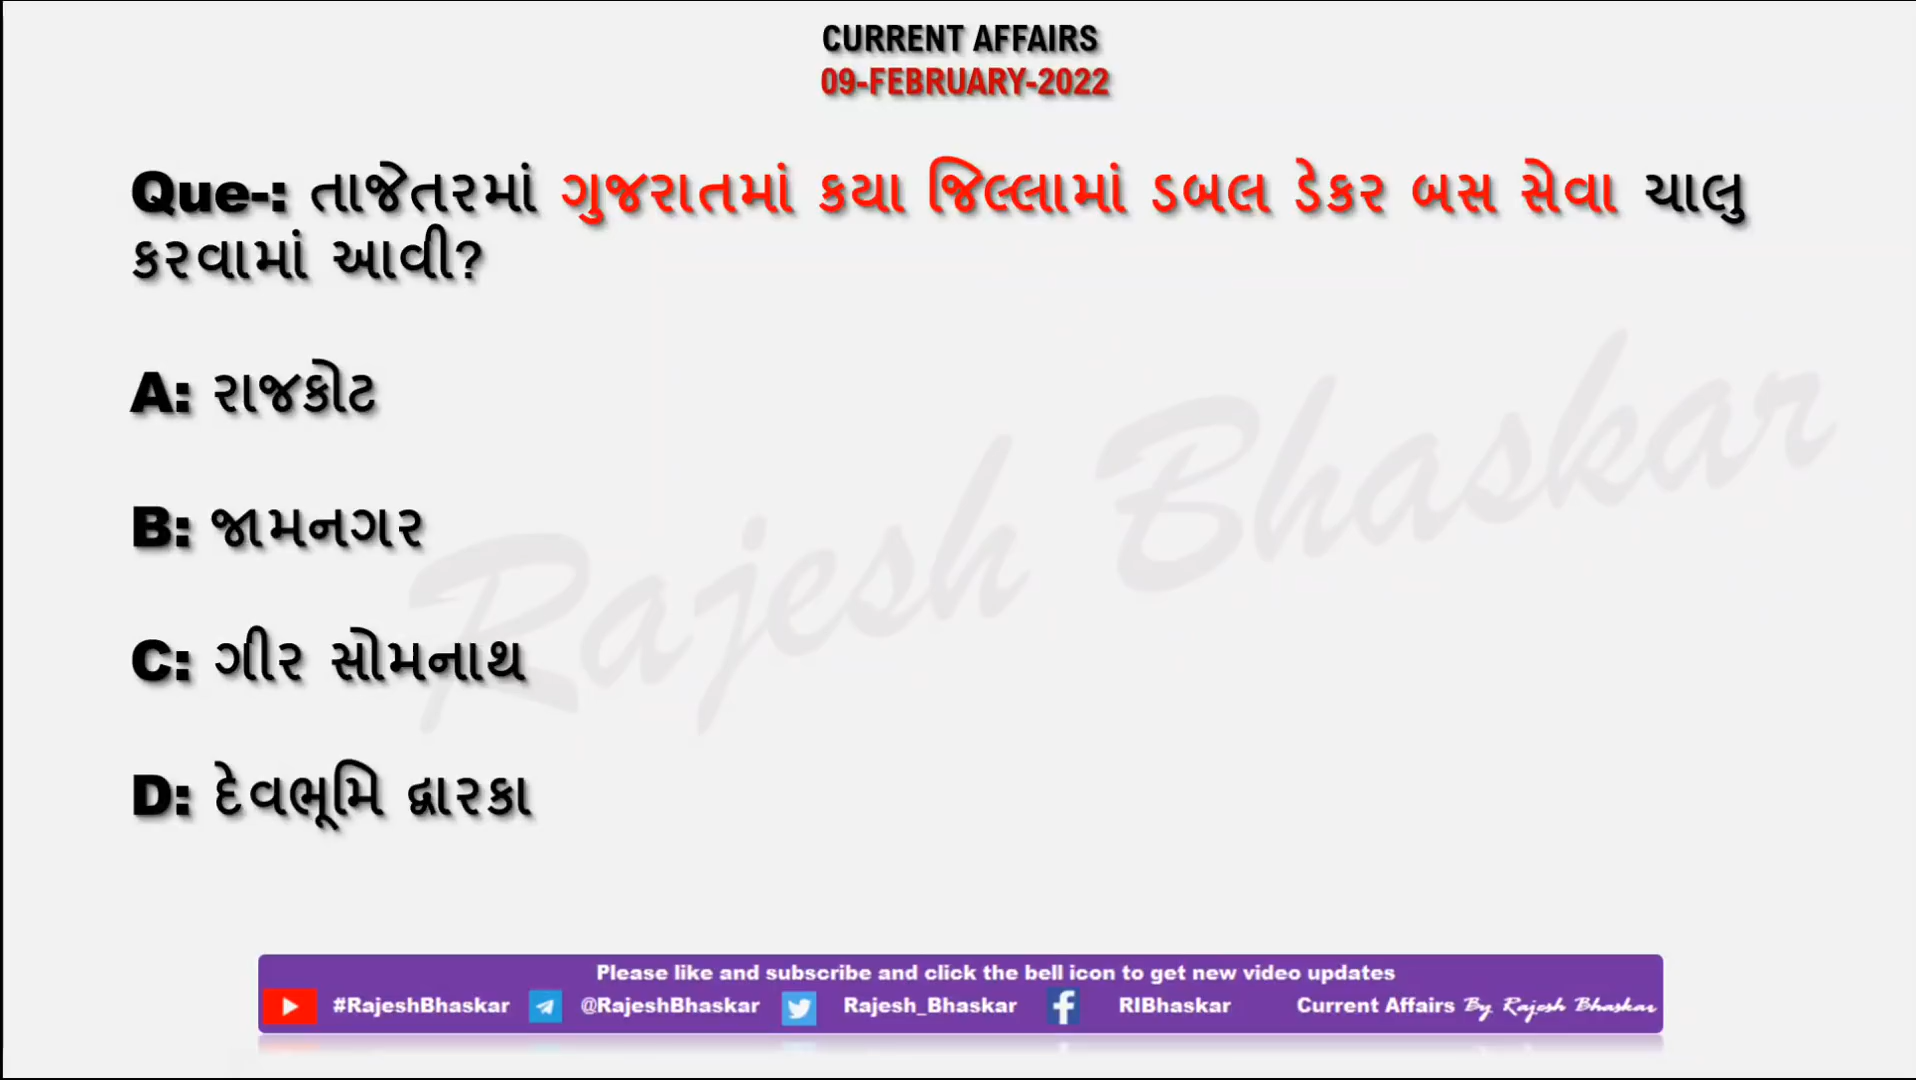 CURRENT AFFAIRS
09-FEBRUARY-2022
Que-: તાજેતરમાં ગુજરાતમાં કયા જિલ્લામાં ડબલ ડેકર બસ સેવા ચાલુ
કરવામાં આવી?
A: રાજકોટ
B: જામનગર
C: ગીર સોમનાથ
D: દેવભૂમિ દ્વારકા
Rajesh Bhaskar
Please like and subscribe and click the bell icon to get new video updates
#RajeshBhaskar @RajeshBhaskar Rajesh_Bhaskar RIBhaskar Current Affairs By Rajesh Bhaskar